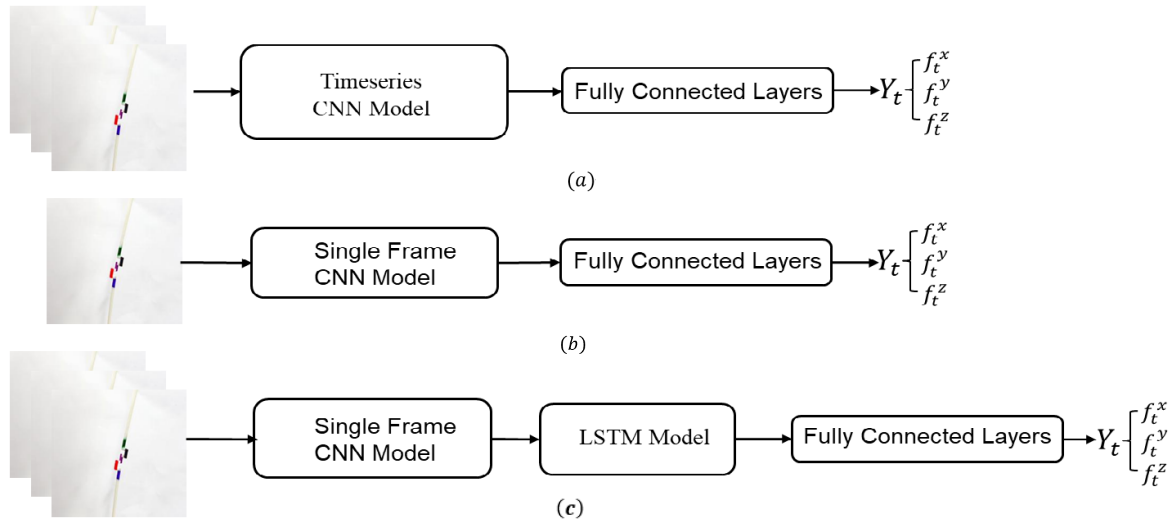 Timeseries
CNN Model
Fully Connected Layers
Y_t { f_t^x
f_t^y
f_t^z
(a)
Single Frame
CNN Model
Fully Connected Layers
Y_t { f_t^x
f_t^y
f_t^z
(b)
Single Frame
CNN Model
LSTM Model
Fully Connected Layers
Y_t { f_t^x
f_t^y
f_t^z
(c)